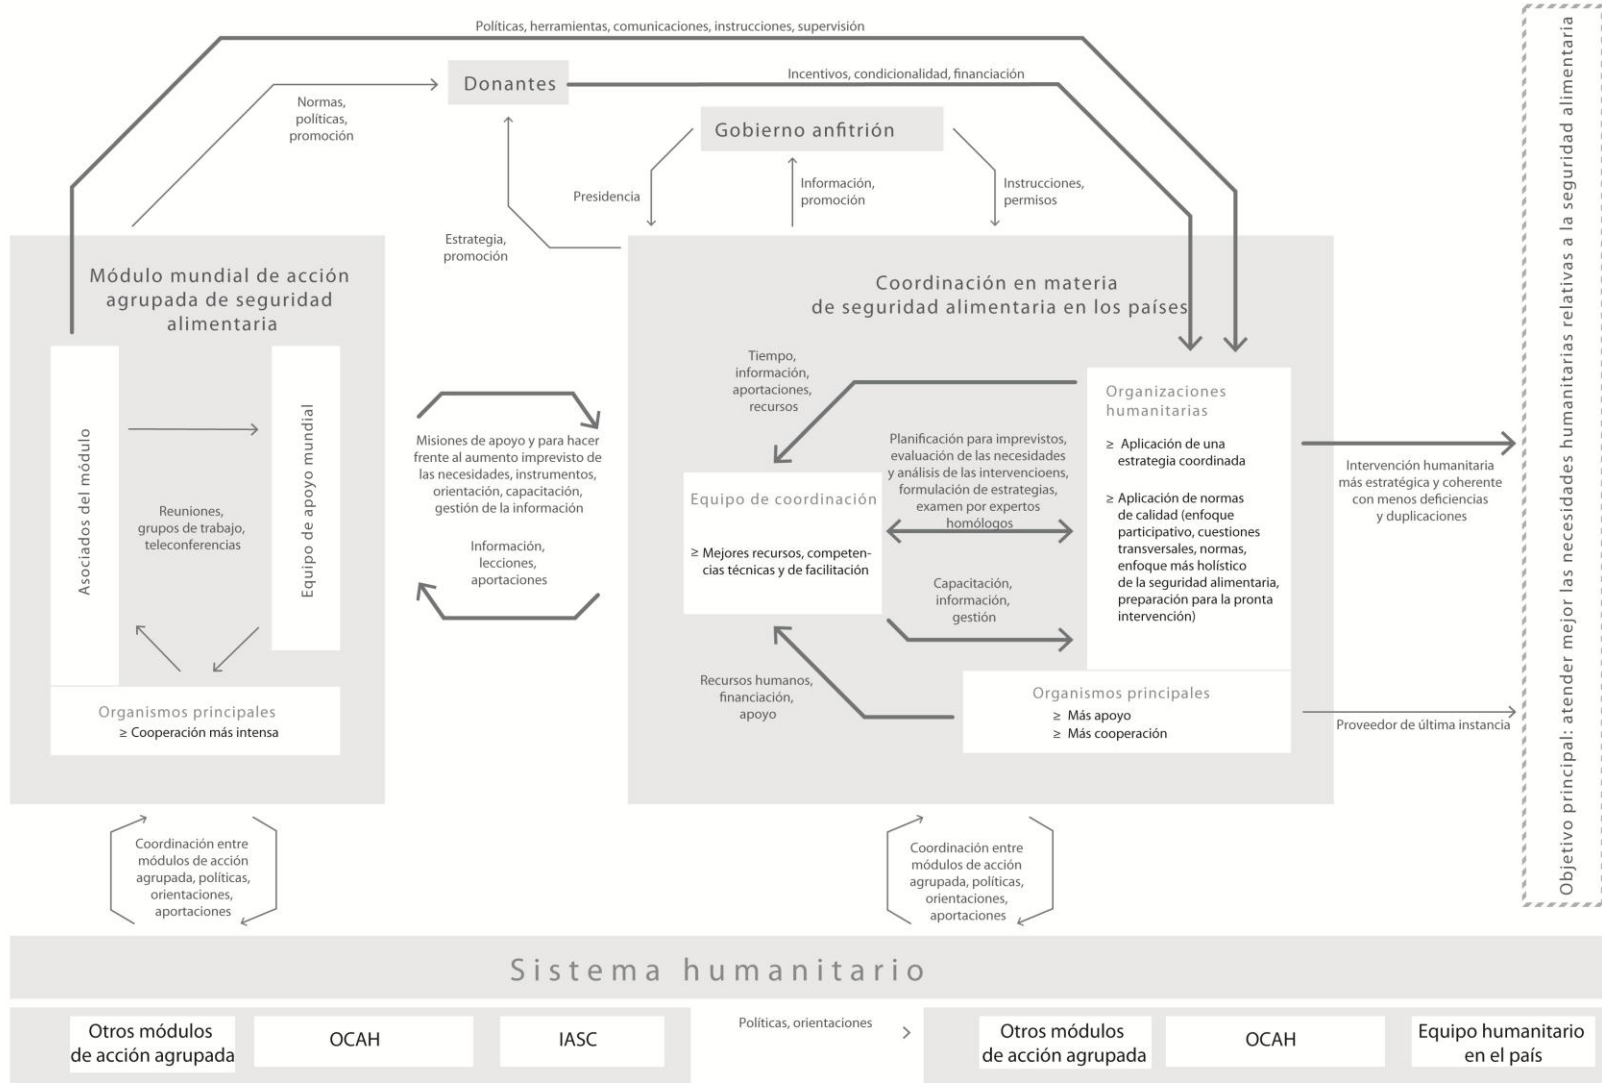 Políticas, herramientas, comunicaciones, instrucciones, supervisión
Donantes
Incentivos, condicionalidad, financiación
Normas,
políticas,
promoción
Gobierno anfitrión
Presidencia
Información,
promoción
Instrucciones,
permisos
Estrategia,
promoción
Módulo mundial de acción
agrupada de seguridad
alimentaria
Asociados del módulo
Equipo de apoyo mundial
Reuniones,
grupos de trabajo,
teleconferencias
Organismos principales
≥ Cooperación más intensa
Misiones de apoyo y para hacer
frente al aumento imprevisto de
las necesidades, instrumentos,
orientación, capacitación,
gestión de la información
Información,
lecciones,
aportaciones
Coordinación en materia
de seguridad alimentaria en los países
Tiempo,
información,
aportaciones,
recursos
Planificación para imprevistos,
evaluación de las necesidades
y análisis de las intervencioens,
formulación de estrategias,
examen por expertos
homólogos
Equipo de coordinación
≥ Mejores recursos, competen-
cias técnicas y de facilitación
Capacitación,
información,
gestión
Recursos humanos,
financiación,
apoyo
Organizaciones
humanitarias
≥ Aplicación de una
estrategia coordinada
≥ Aplicación de normas
de calidad (enfoque
participativo, cuestiones
transversales, normas,
enfoque más holístico
de la seguridad alimentaria,
preparación para la pronta
intervención)
Organismos principales
≥ Más apoyo
≥ Más cooperación
Intervención humanitaria
más estratégica y coherente
con menos deficiencias
y duplicaciones
Proveedor de última instancia
Objetivo principal: atender mejor las necesidades humanitarias relativas a la seguridad alimentaria
Coordinación entre
módulos de acción
agrupada, políticas,
orientaciones,
aportaciones
Coordinación entre
módulos de acción
agrupada, políticas,
orientaciones,
aportaciones
Sistema humanitario
Otros módulos
de acción agrupada
OCAH
IASC
Políticas, orientaciones
Otros módulos
de acción agrupada
OCAH
Equipo humanitario
en el país